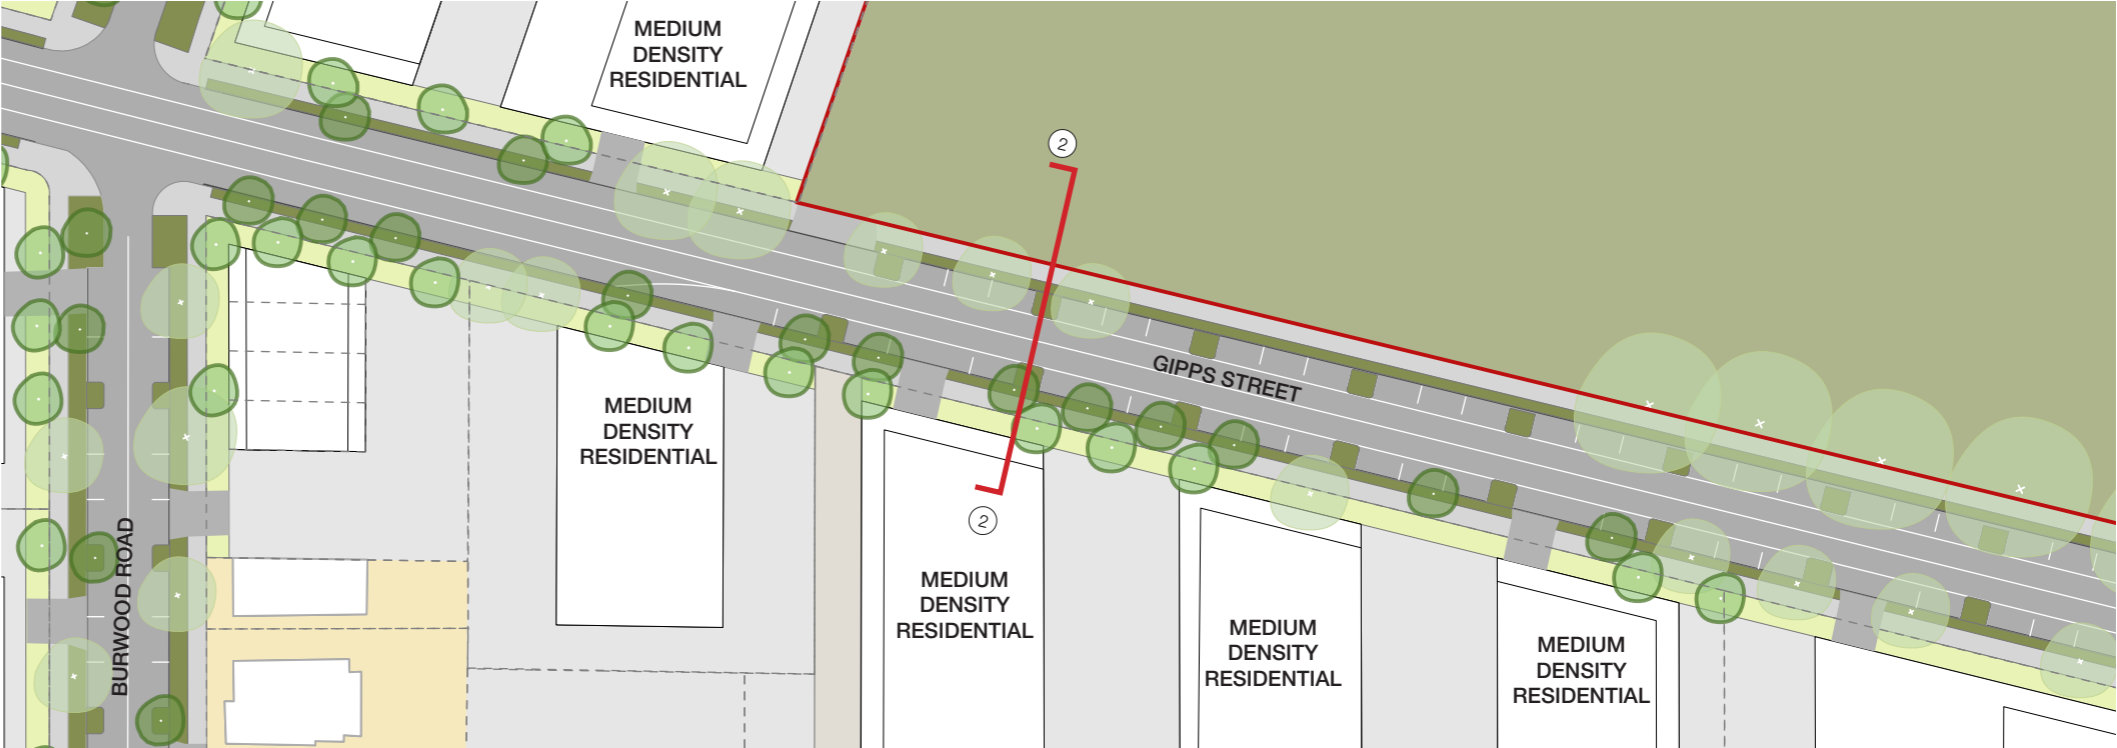 MEDIUM
DENSITY
RESIDENTIAL
2
GIPPS STREET
MEDIUM
DENSITY
RESIDENTIAL
2
BURWOOD ROAD
MEDIUM
DENSITY
RESIDENTIAL
MEDIUM
DENSITY
RESIDENTIAL
MEDIUM
DENSITY
RESIDENTIAL